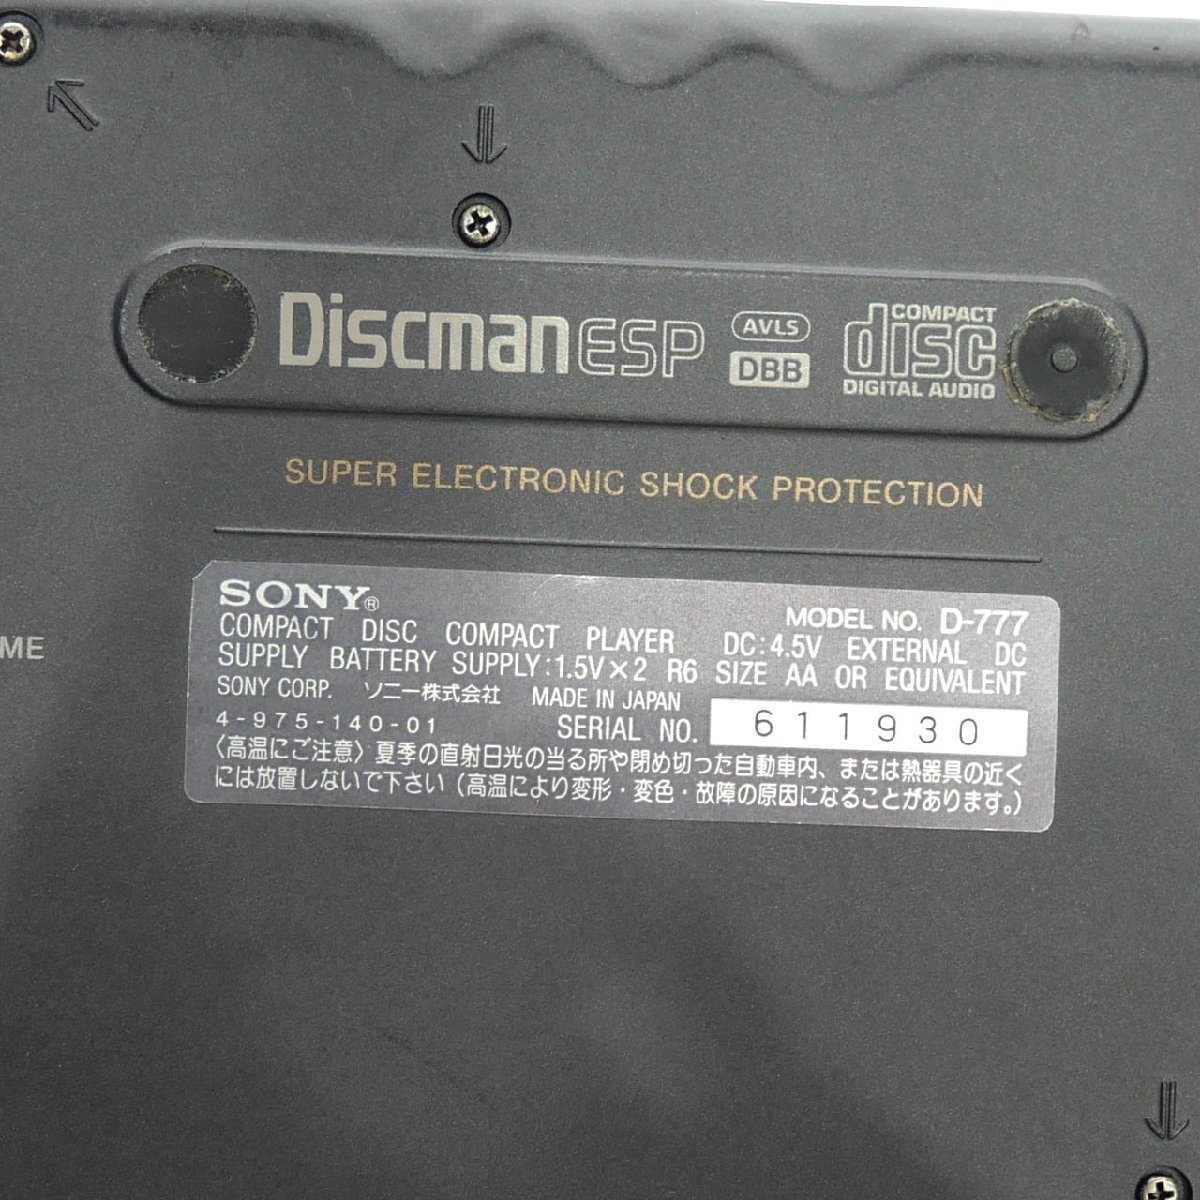 Discman ESP
AVLS
DBB
COMPACT
disc
DIGITAL AUDIO
SUPER ELECTRONIC SHOCK PROTECTION
ME
SONY®
MODEL NO. D-777
COMPACT DISC COMPACT PLAYER DC:4.5V EXTERNAL DC
SUPPLY BATTERY SUPPLY:1.5V×2 R6 SIZE AA OR EQUIVALENT
SONY CORP. ソニー株式会社 MADE IN JAPAN
4-975-140-01 SERIAL NO. 611930
〈高温にご注意〉夏季の直射日光の当る所や閉め切った自動車内、または熱器具の近く
には放置しないで下さい（高温により変形・変色・故障の原因になることがあります。）